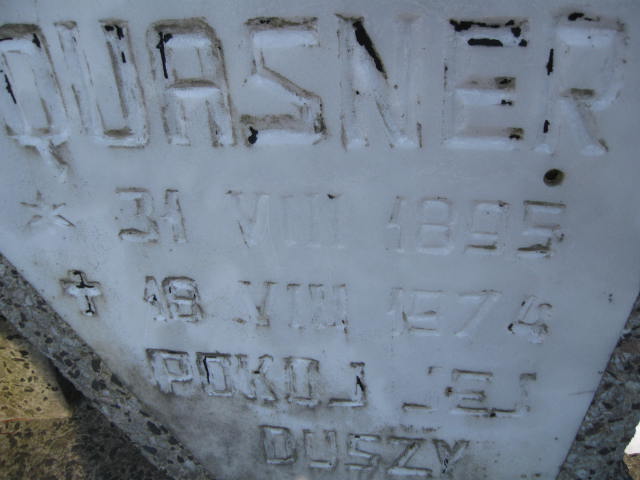 QUASNER
* 31 VIII 1895
✝ 18 VIII 1974
POKÓJ JEJ
DUSZY